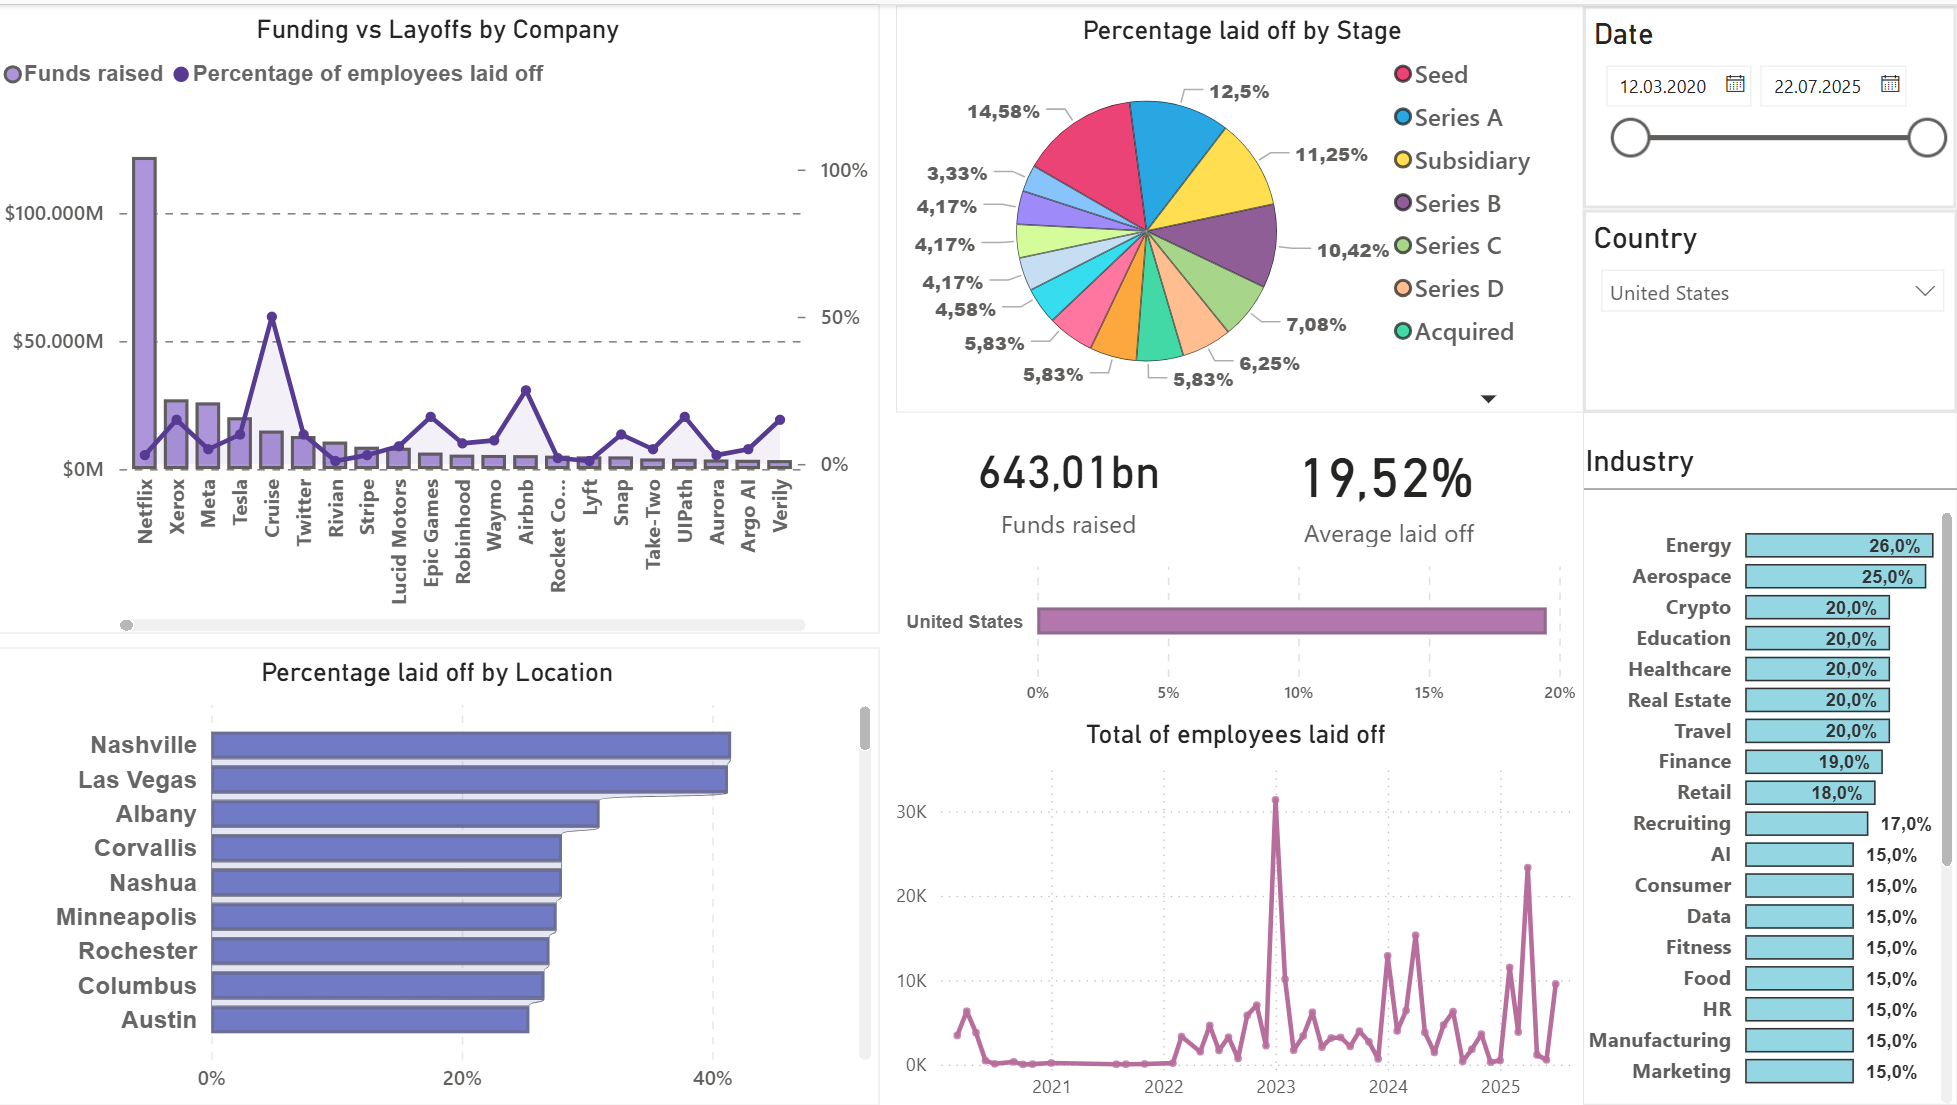 Funding vs Layoffs by Company
Funds raised Percentage of employees laid off
$100.000M
$50.000M
$0M
100%
50%
0%
Netflix
Xerox
Meta
Tesla
Cruise
Twitter
Rivian
Stripe
Lucid Motors
Epic Games
Robinhood
Waymo
Airbnb
Rocket Co...
Lyft
Snap
Take-Two
UIPath
Aurora
Argo AI
Verily
Percentage laid off by Location
Nashville
Las Vegas
Albany
Corvallis
Nashua
Minneapolis
Rochester
Columbus
Austin
0% 20% 40%
Percentage laid off by Stage
12,5%
11,25%
10,42%
7,08%
6,25%
5,83%
5,83%
5,83%
4,58%
4,17%
4,17%
4,17%
3,33%
14,58%
Seed
Series A
Subsidiary
Series B
Series C
Series D
Acquired
643,01bn
Funds raised
19,52%
Average laid off
United States
0% 5% 10% 15% 20%
Total of employees laid off
30K
20K
10K
0K
2021 2022 2023 2024 2025
Date
12.03.2020 22.07.2025
Country
United States
Industry
Energy 26,0%
Aerospace 25,0%
Crypto 20,0%
Education 20,0%
Healthcare 20,0%
Real Estate 20,0%
Travel 20,0%
Finance 19,0%
Retail 18,0%
Recruiting 17,0%
AI 15,0%
Consumer 15,0%
Data 15,0%
Fitness 15,0%
Food 15,0%
HR 15,0%
Manufacturing 15,0%
Marketing 15,0%